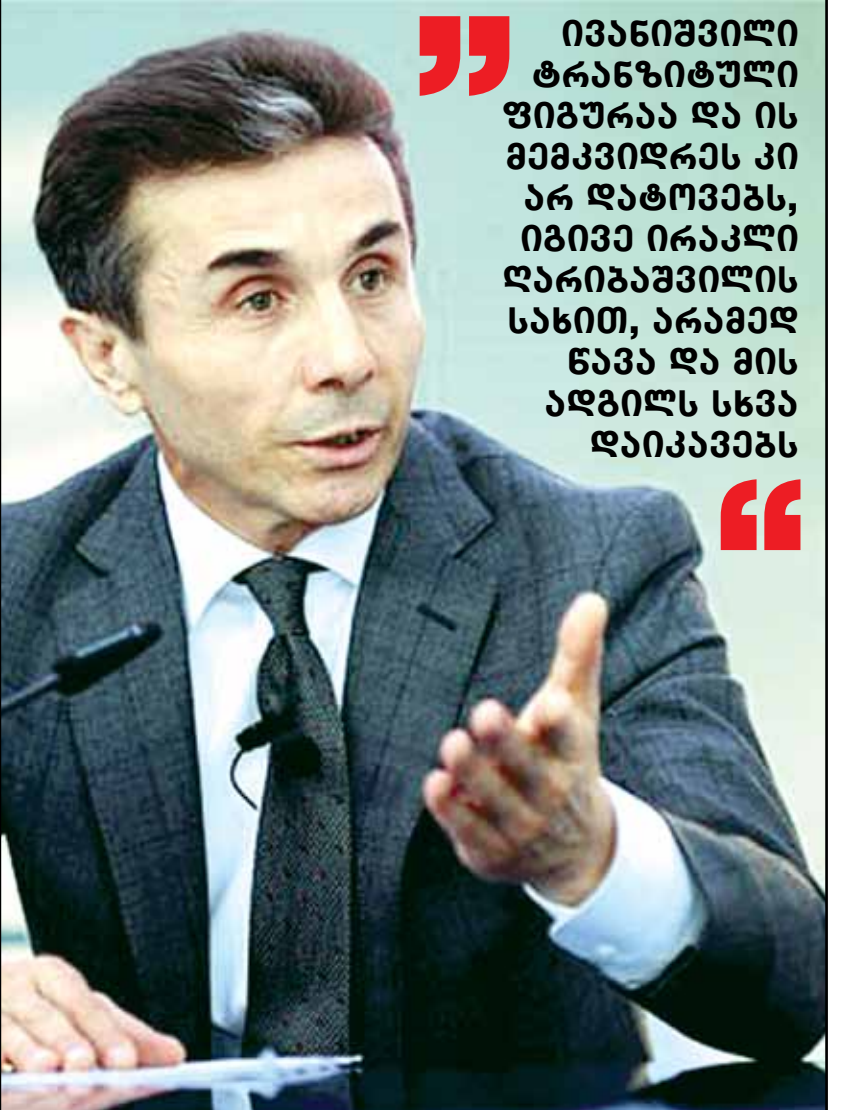 „
ივანიშვილი
ტრანზიტული
ფიგურაა და ის
მემკვიდრეს კი
არ დატოვებს,
იგივე ირაკლი
ღარიბაშვილის
სახით, არამედ
წავა და მის
ადგილს სხვა
დაიკავებს
“